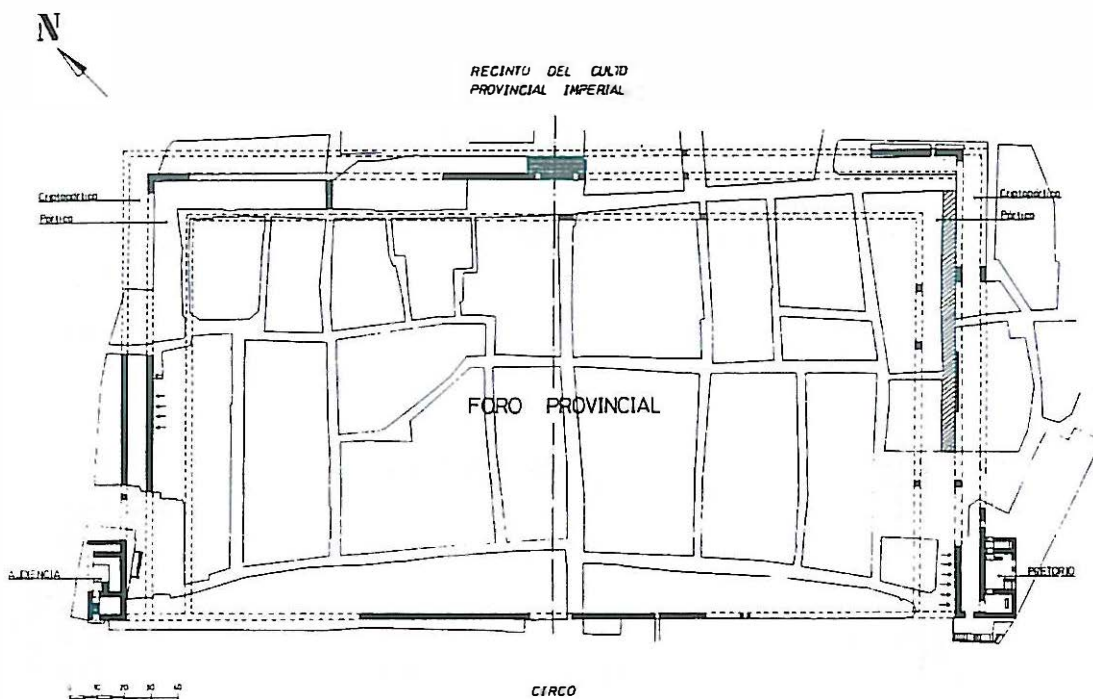 N
RECINTO DEL CULTO
PROVINCIAL IMPERIAL
Criptopórtico
Pórtico
Criptopórtico
Pórtico
FORO PROVINCIAL
AUDIENCIA
PRETORIO
CIRCO